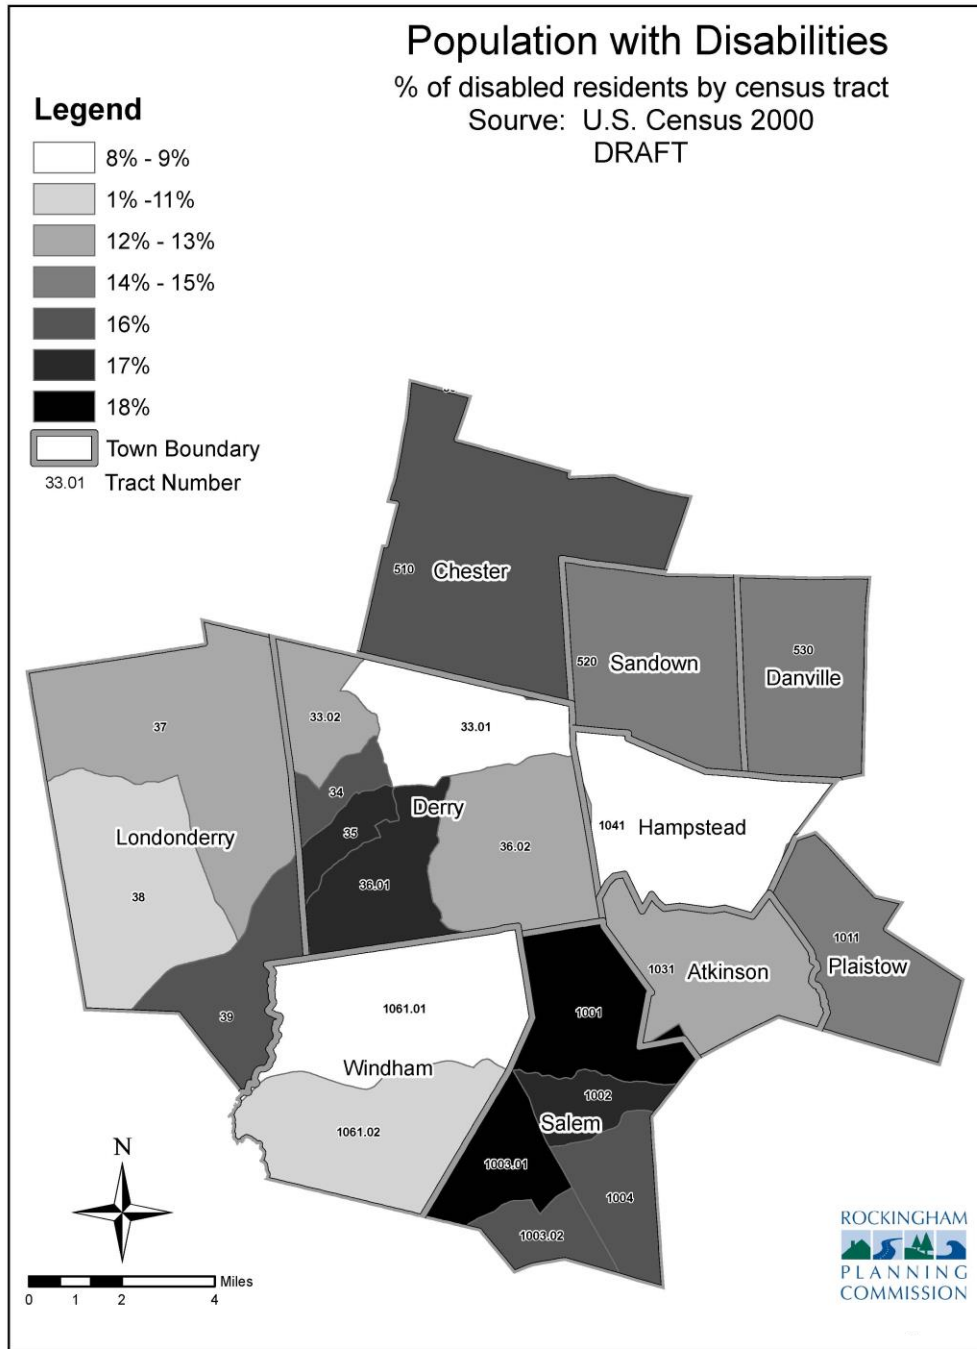 Population with Disabilities
% of disabled residents by census tract
Sourve: U.S. Census 2000
DRAFT
Legend
8% - 9%
1% -11%
12% - 13%
14% - 15%
16%
17%
18%
Town Boundary
33.01 Tract Number
510 Chester
520 Sandown
530
Danville
37
33.02
33.01
34
Derry
35
Londonderry
36.02
1041 Hampstead
36.01
38
1011
1031 Atkinson
Plaistow
1061.01
1001
39
Windham
1002
Salem
1061.02
1003.01
1004
1003.02
N
Miles
0 1 2 4
ROCKINGHAM
PLANNING
COMMISSION